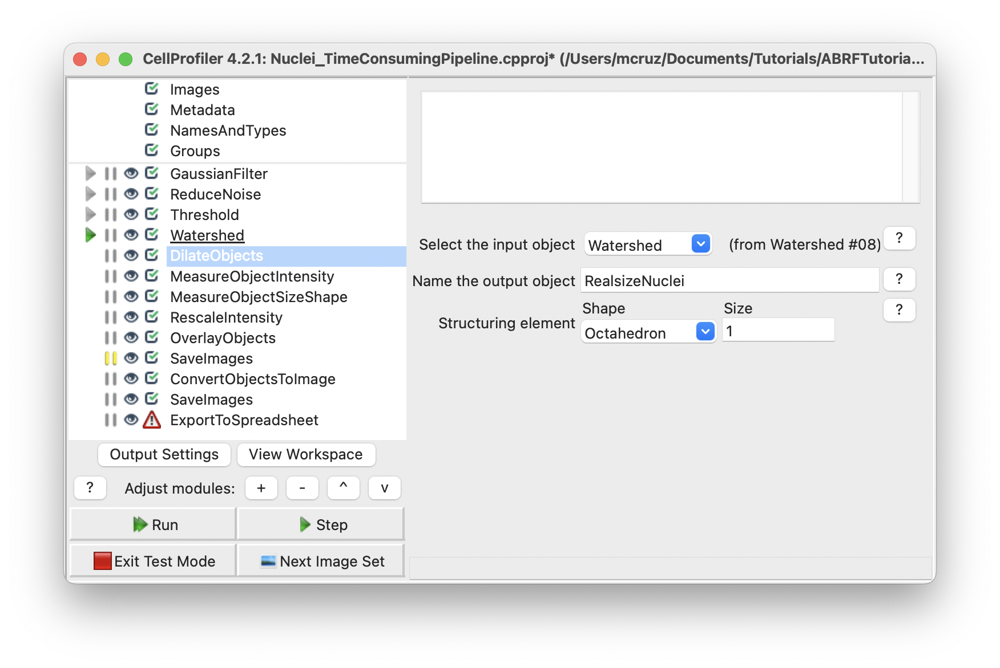 CellProfiler 4.2.1: Nuclei_TimeConsumingPipeline.cpproj* (/Users/mcruz/Documents/Tutorials/ABRFTutoria...
Images
Metadata
NamesAndTypes
Groups
GaussianFilter
ReduceNoise
Threshold
Watershed
DilateObjects
MeasureObjectIntensity
MeasureObjectSizeShape
RescaleIntensity
OverlayObjects
SaveImages
ConvertObjectsToImage
SaveImages
ExportToSpreadsheet
Output Settings View Workspace
? Adjust modules: + - ^ v
Run Step
Exit Test Mode Next Image Set
Select the input object Watershed (from Watershed #08) ?
Name the output object RealsizeNuclei ?
Shape Size ?
Structuring element Octahedron 1